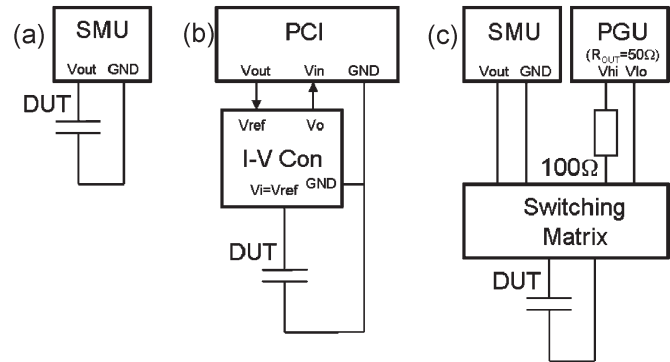 (a)
SMU
Vout GND
DUT
(b)
PCI
Vout Vin GND
Vref Vo
I-V Con
GND
Vi=Vref
DUT
(c)
SMU
Vout GND
PGU
(ROUT=50Ω)
Vhi Vlo
100Ω
Switching
Matrix
DUT